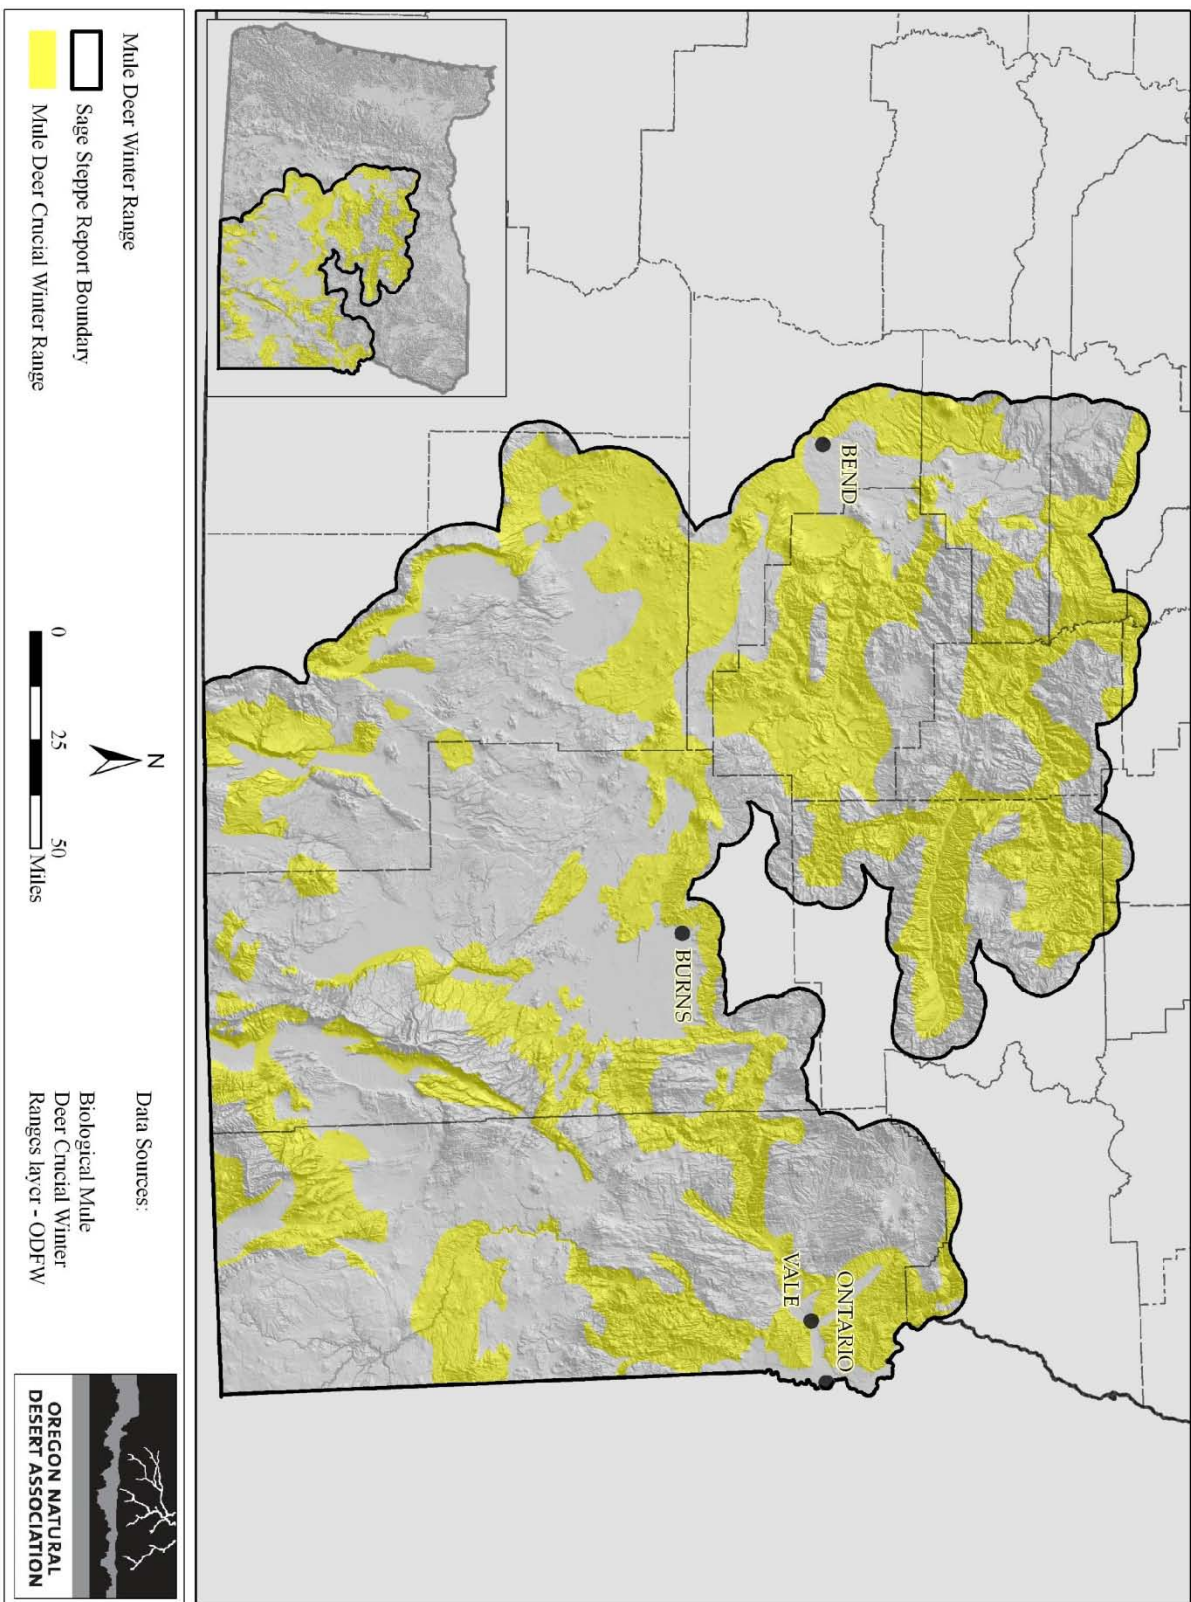 BEND
BURNS
VALE
ONTARIO
Mule Deer Winter Range
Sage Steppe Report Boundary
Mule Deer Crucial Winter Range
N
0 25 50
Miles
Data Sources:
Biological Mule
Deer Crucial Winter
Ranges layer - ODFW
OREGON NATURAL
DESERT ASSOCIATION